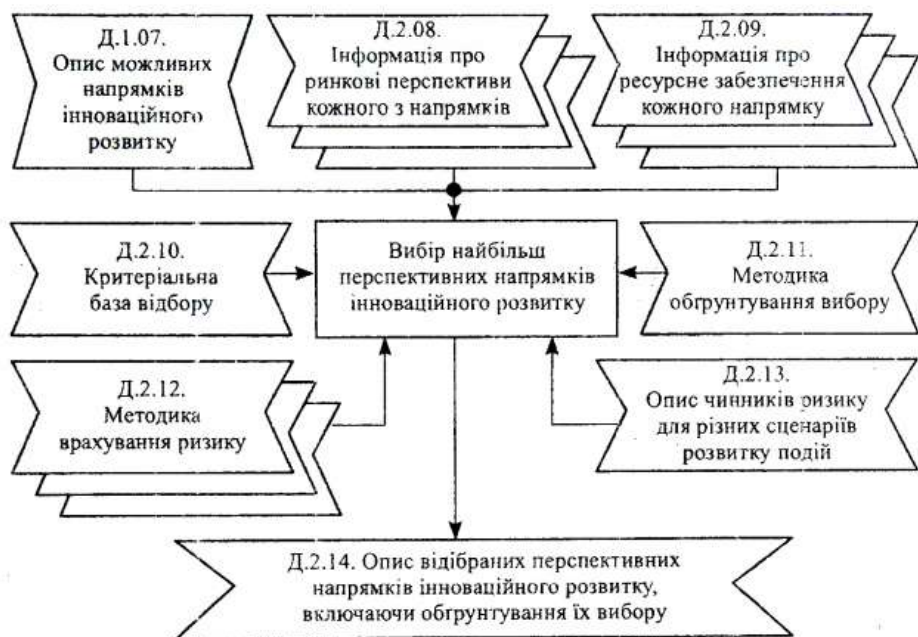 Д.1.07.
Опис можливих
напрямків
інноваційного
розвитку
Д.2.08.
Інформація про
ринкові перспективи
кожного з напрямків
Д.2.09.
Інформація про
ресурсне забезпечення
кожного напрямку
Д.2.10.
Критеріальна
база відбору
Вибір найбільш
перспективних напрямків
інноваційного розвитку
Д.2.11.
Методика
обґрунтування вибору
Д.2.12.
Методика
врахування ризику
Д.2.13.
Опис чинників ризику
для різних сценаріїв
розвитку подій
Д.2.14. Опис відібраних перспективних
напрямків інноваційного розвитку,
включаючи обґрунтування їх вибору